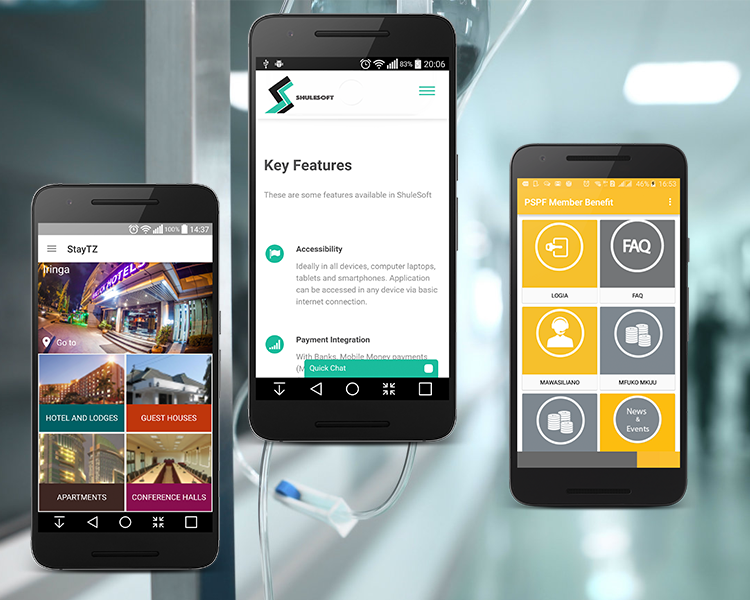 100% 14:37
StayTZ
Iringa
HOTELS
Go to
HOTEL AND LODGES
GUEST HOUSES
APARTMENTS
CONFERENCE HALLS
83% 20:06
SHULESOFT
Key Features
These are some features available in ShuleSoft
Accessibility
Ideally in all devices, computer laptops,
tablets and smartphones. Application
can be accessed in any device via basic
internet connection.
Payment Integration
With Banks, Mobile Money payments
(M
Quick Chat
46% 16:53
PSPF Member Benefit
FAQ
LOGIA
FAQ
MAWASILIANO
MFUKO MKUU
News
&
Events